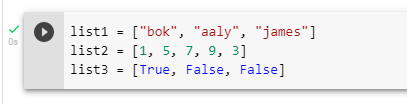 list1 = ["bok", "aaly", "james"]
0s
list2 = [1, 5, 7, 9, 3]
list3 = [True, False, False]